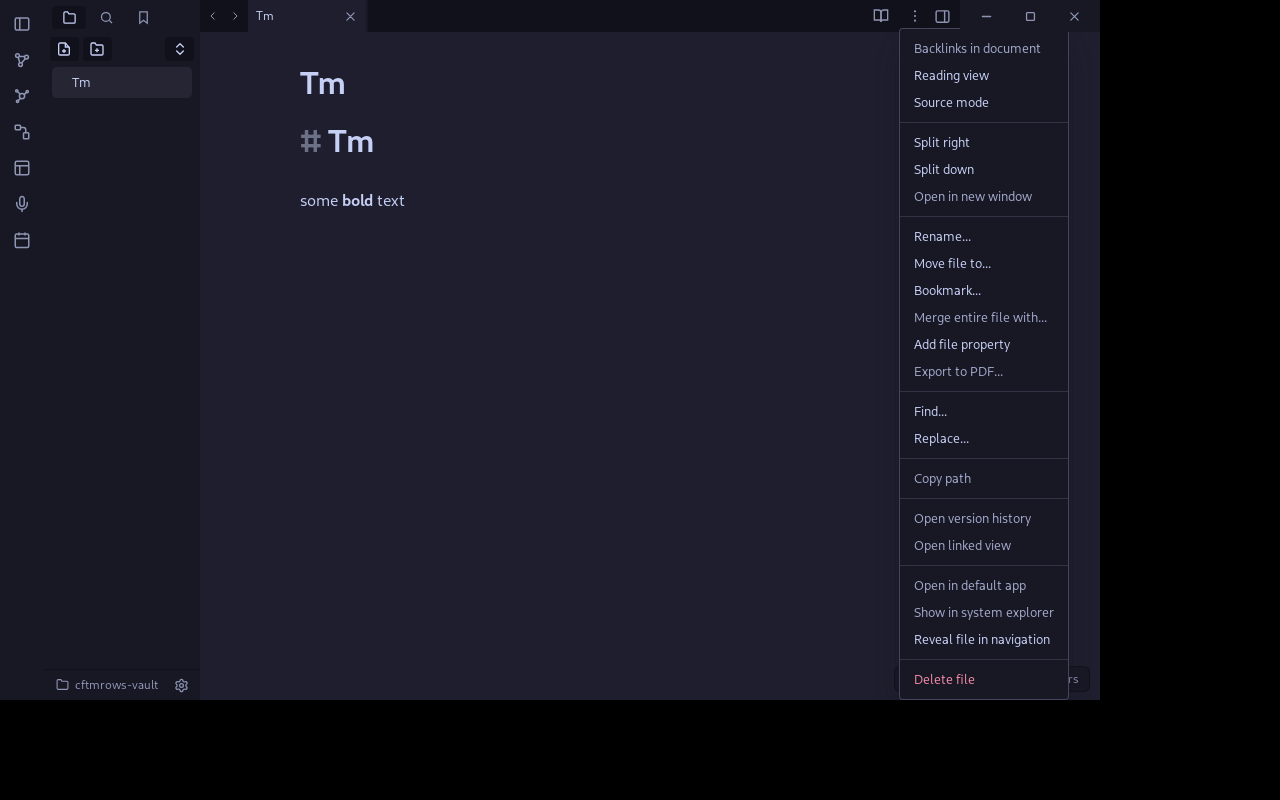 Tm
Tm
Tm
# Tm
some bold text
Backlinks in document
Reading view
Source mode
Split right
Split down
Open in new window
Rename...
Move file to...
Bookmark...
Merge entire file with...
Add file property
Export to PDF...
Find...
Replace...
Copy path
Open version history
Open linked view
Open in default app
Show in system explorer
Reveal file in navigation
Delete file
cftmrows-vault